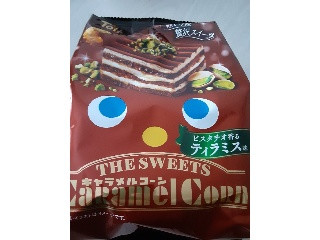 Toh
贅沢スイーツ
ピスタチオ香る
ティラミス味
THE SWEETS
キャラメルコーン
Caramel Corn